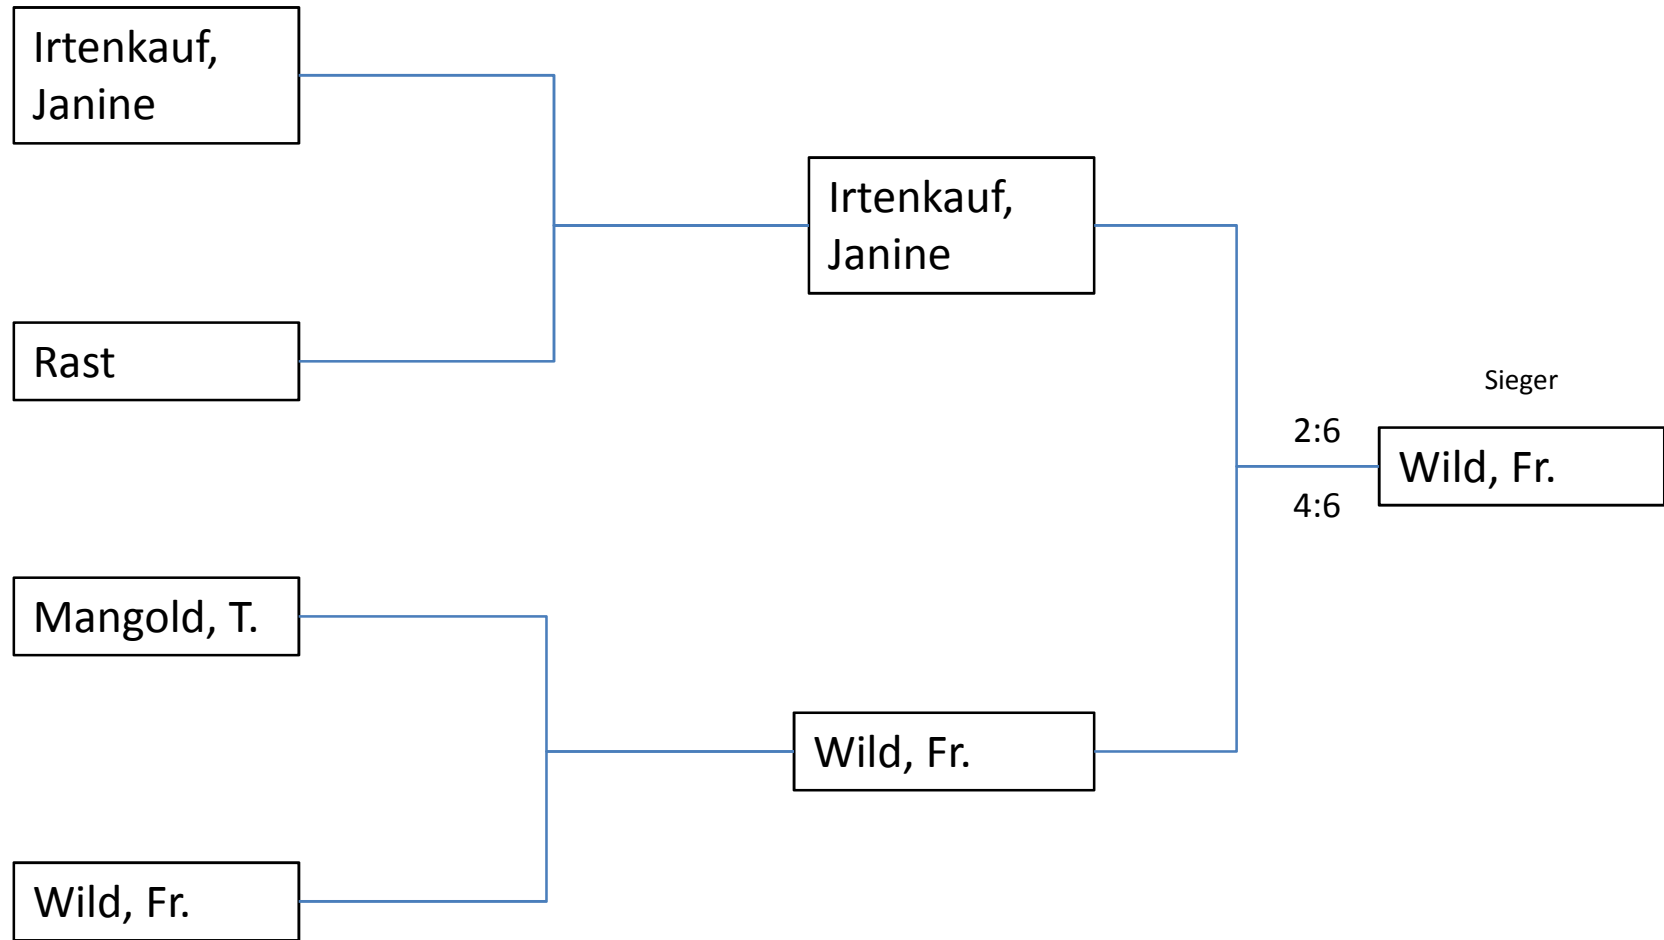 Irtenkauf,
Janine
Rast
Mangold, T.
Wild, Fr.
Irtenkauf,
Janine
Wild, Fr.
2:6
4:6
Sieger
Wild, Fr.